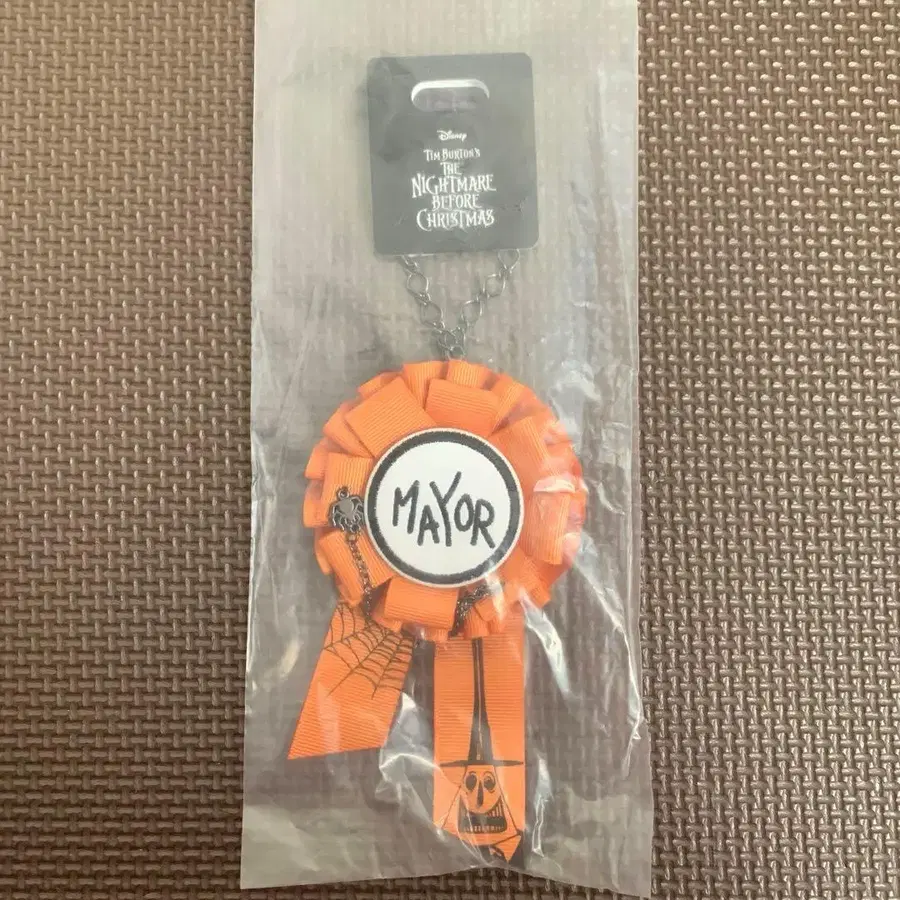 Disney
TIM BURTON'S
THE
NIGHTMARE
BEFORE
CHRISTMAS
MAYOR